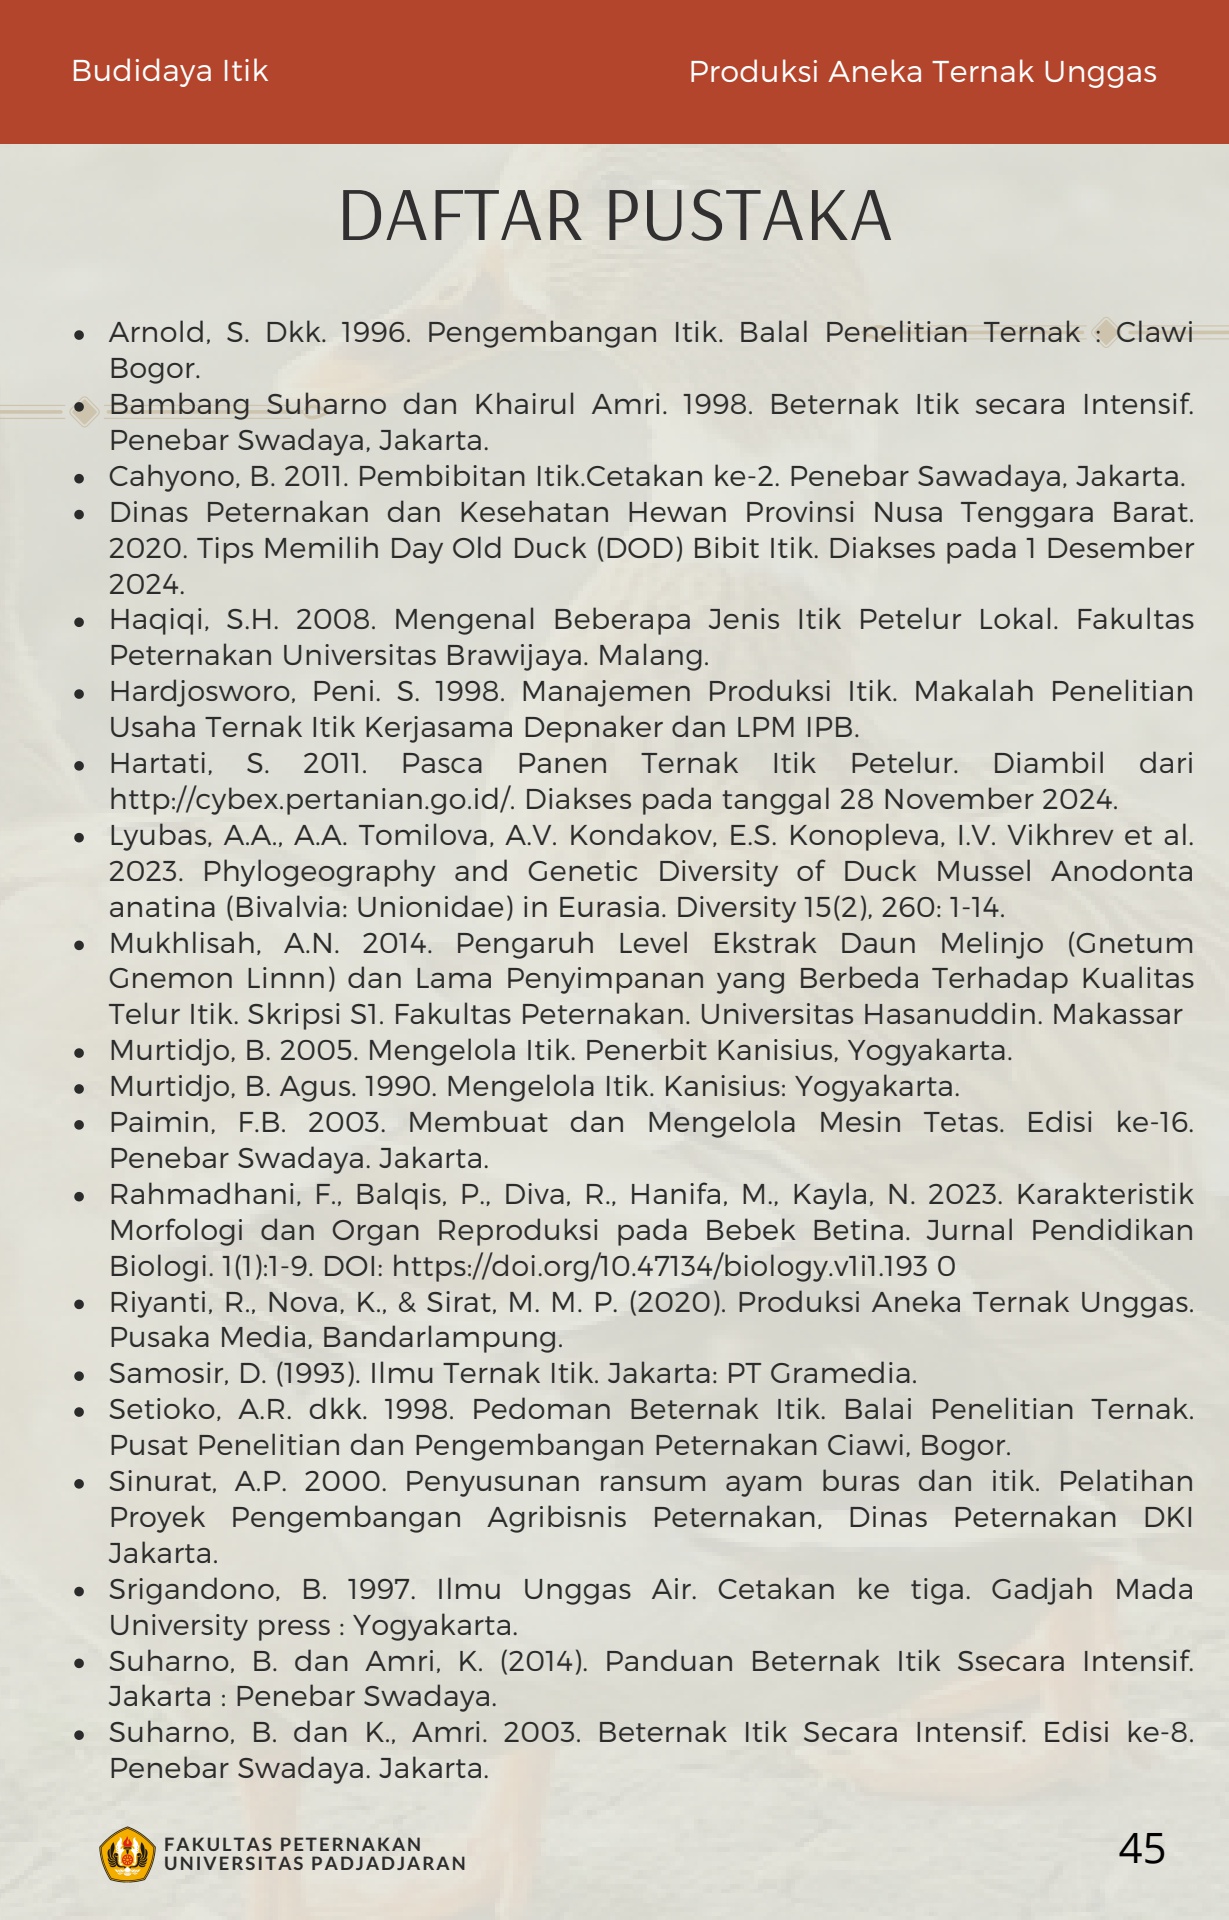 Budidaya Itik
Produksi Aneka Ternak Unggas
DAFTAR PUSTAKA
• Arnold, S. Dkk. 1996. Pengembangan Itik. Balal Penelitian Ternak : Clawi
Bogor.
• Bambang Suharno dan Khairul Amri. 1998. Beternak Itik secara Intensif.
Penebar Swadaya, Jakarta.
• Cahyono, B. 2011. Pembibitan Itik.Cetakan ke-2. Penebar Sawadaya, Jakarta.
• Dinas Peternakan dan Kesehatan Hewan Provinsi Nusa Tenggara Barat.
2020. Tips Memilih Day Old Duck (DOD) Bibit Itik. Diakses pada 1 Desember
2024.
• Haqiqi, S.H. 2008. Mengenal Beberapa Jenis Itik Petelur Lokal. Fakultas
Peternakan Universitas Brawijaya. Malang.
• Hardjosworo, Peni. S. 1998. Manajemen Produksi Itik. Makalah Penelitian
Usaha Ternak Itik Kerjasama Depnaker dan LPM IPB.
• Hartati, S. 2011. Pasca Panen Ternak Itik Petelur. Diambil dari
http://cybex.pertanian.go.id/. Diakses pada tanggal 28 November 2024.
• Lyubas, A.A., A.A. Tomilova, A.V. Kondakov, E.S. Konopleva, I.V. Vikhrev et al.
2023. Phylogeography and Genetic Diversity of Duck Mussel Anodonta
anatina (Bivalvia: Unionidae) in Eurasia. Diversity 15(2), 260: 1-14.
• Mukhlisah, A.N. 2014. Pengaruh Level Ekstrak Daun Melinjo (Gnetum
Gnemon Linnn) dan Lama Penyimpanan yang Berbeda Terhadap Kualitas
Telur Itik. Skripsi S1. Fakultas Peternakan. Universitas Hasanuddin. Makassar
• Murtidjo, B. 2005. Mengelola Itik. Penerbit Kanisius, Yogyakarta.
• Murtidjo, B. Agus. 1990. Mengelola Itik. Kanisius: Yogyakarta.
• Paimin, F.B. 2003. Membuat dan Mengelola Mesin Tetas. Edisi ke-16.
Penebar Swadaya. Jakarta.
• Rahmadhani, F., Balqis, P., Diva, R., Hanifa, M., Kayla, N. 2023. Karakteristik
Morfologi dan Organ Reproduksi pada Bebek Betina. Jurnal Pendidikan
Biologi. 1(1):1-9. DOI: https://doi.org/10.47134/biology.v1i1.193 0
• Riyanti, R., Nova, K., & Sirat, M. M. P. (2020). Produksi Aneka Ternak Unggas.
Pusaka Media, Bandarlampung.
• Samosir, D. (1993). Ilmu Ternak Itik. Jakarta: PT Gramedia.
• Setioko, A.R. dkk. 1998. Pedoman Beternak Itik. Balai Penelitian Ternak.
Pusat Penelitian dan Pengembangan Peternakan Ciawi, Bogor.
• Sinurat, A.P. 2000. Penyusunan ransum ayam buras dan itik. Pelatihan
Proyek Pengembangan Agribisnis Peternakan, Dinas Peternakan DKI
Jakarta.
• Srigandono, B. 1997. Ilmu Unggas Air. Cetakan ke tiga. Gadjah Mada
University press : Yogyakarta.
• Suharno, B. dan Amri, K. (2014). Panduan Beternak Itik Ssecara Intensif.
Jakarta : Penebar Swadaya.
• Suharno, B. dan K., Amri. 2003. Beternak Itik Secara Intensif. Edisi ke-8.
Penebar Swadaya. Jakarta.
FAKULTAS PETERNAKAN
UNIVERSITAS PADJADJARAN
45